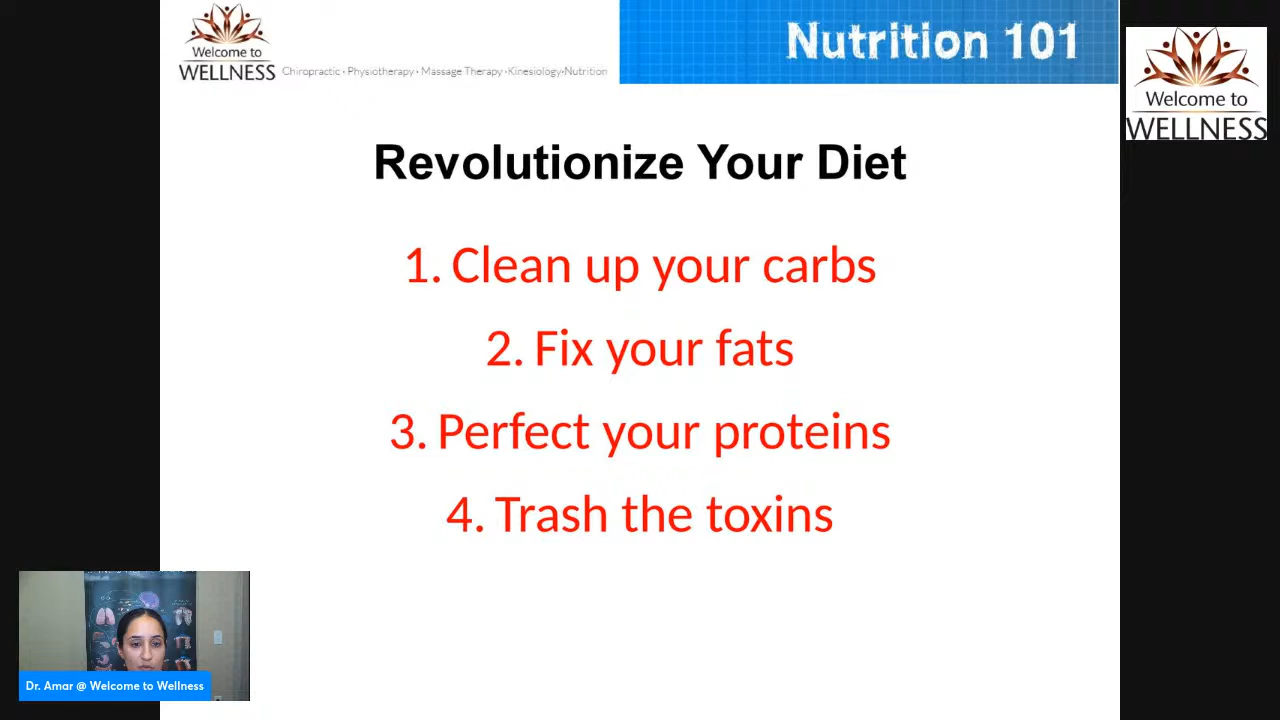 Welcome to
WELLNESS
Chiropractic • Physiotherapy • Massage Therapy •Kinesiology•Nutrition
Nutrition 101
Welcome to
WELLNESS
Revolutionize Your Diet
1. Clean up your carbs
2. Fix your fats
3. Perfect your proteins
4. Trash the toxins
Dr. Amar @ Welcome to Wellness